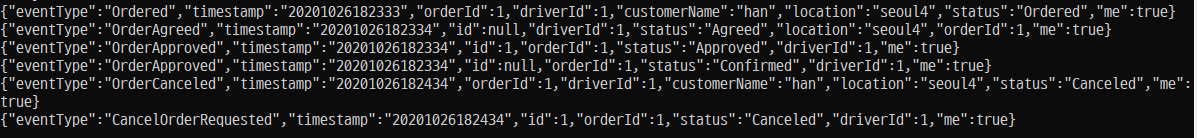 {"eventType":"Ordered","timestamp":"20201026182333","orderId":1,"driverId":1,"customerName":"han","location":"seoul4","status":"Ordered","me":true}
{"eventType":"OrderAgreed","timestamp":"20201026182334","id":null,"driverId":1,"status":"Agreed","location":"seoul4","orderId":1,"me":true}
{"eventType":"OrderApproved","timestamp":"20201026182334","id":1,"orderId":1,"status":"Approved","driverId":1,"me":true}
{"eventType":"OrderApproved","timestamp":"20201026182334","id":null,"orderId":1,"status":"Confirmed","driverId":1,"me":true}
{"eventType":"OrderCanceled","timestamp":"20201026182434","orderId":1,"driverId":1,"customerName":"han","location":"seoul4","status":"Canceled","me":
true}
{"eventType":"CancelOrderRequested","timestamp":"20201026182434","id":1,"orderId":1,"status":"Canceled","driverId":1,"me":true}